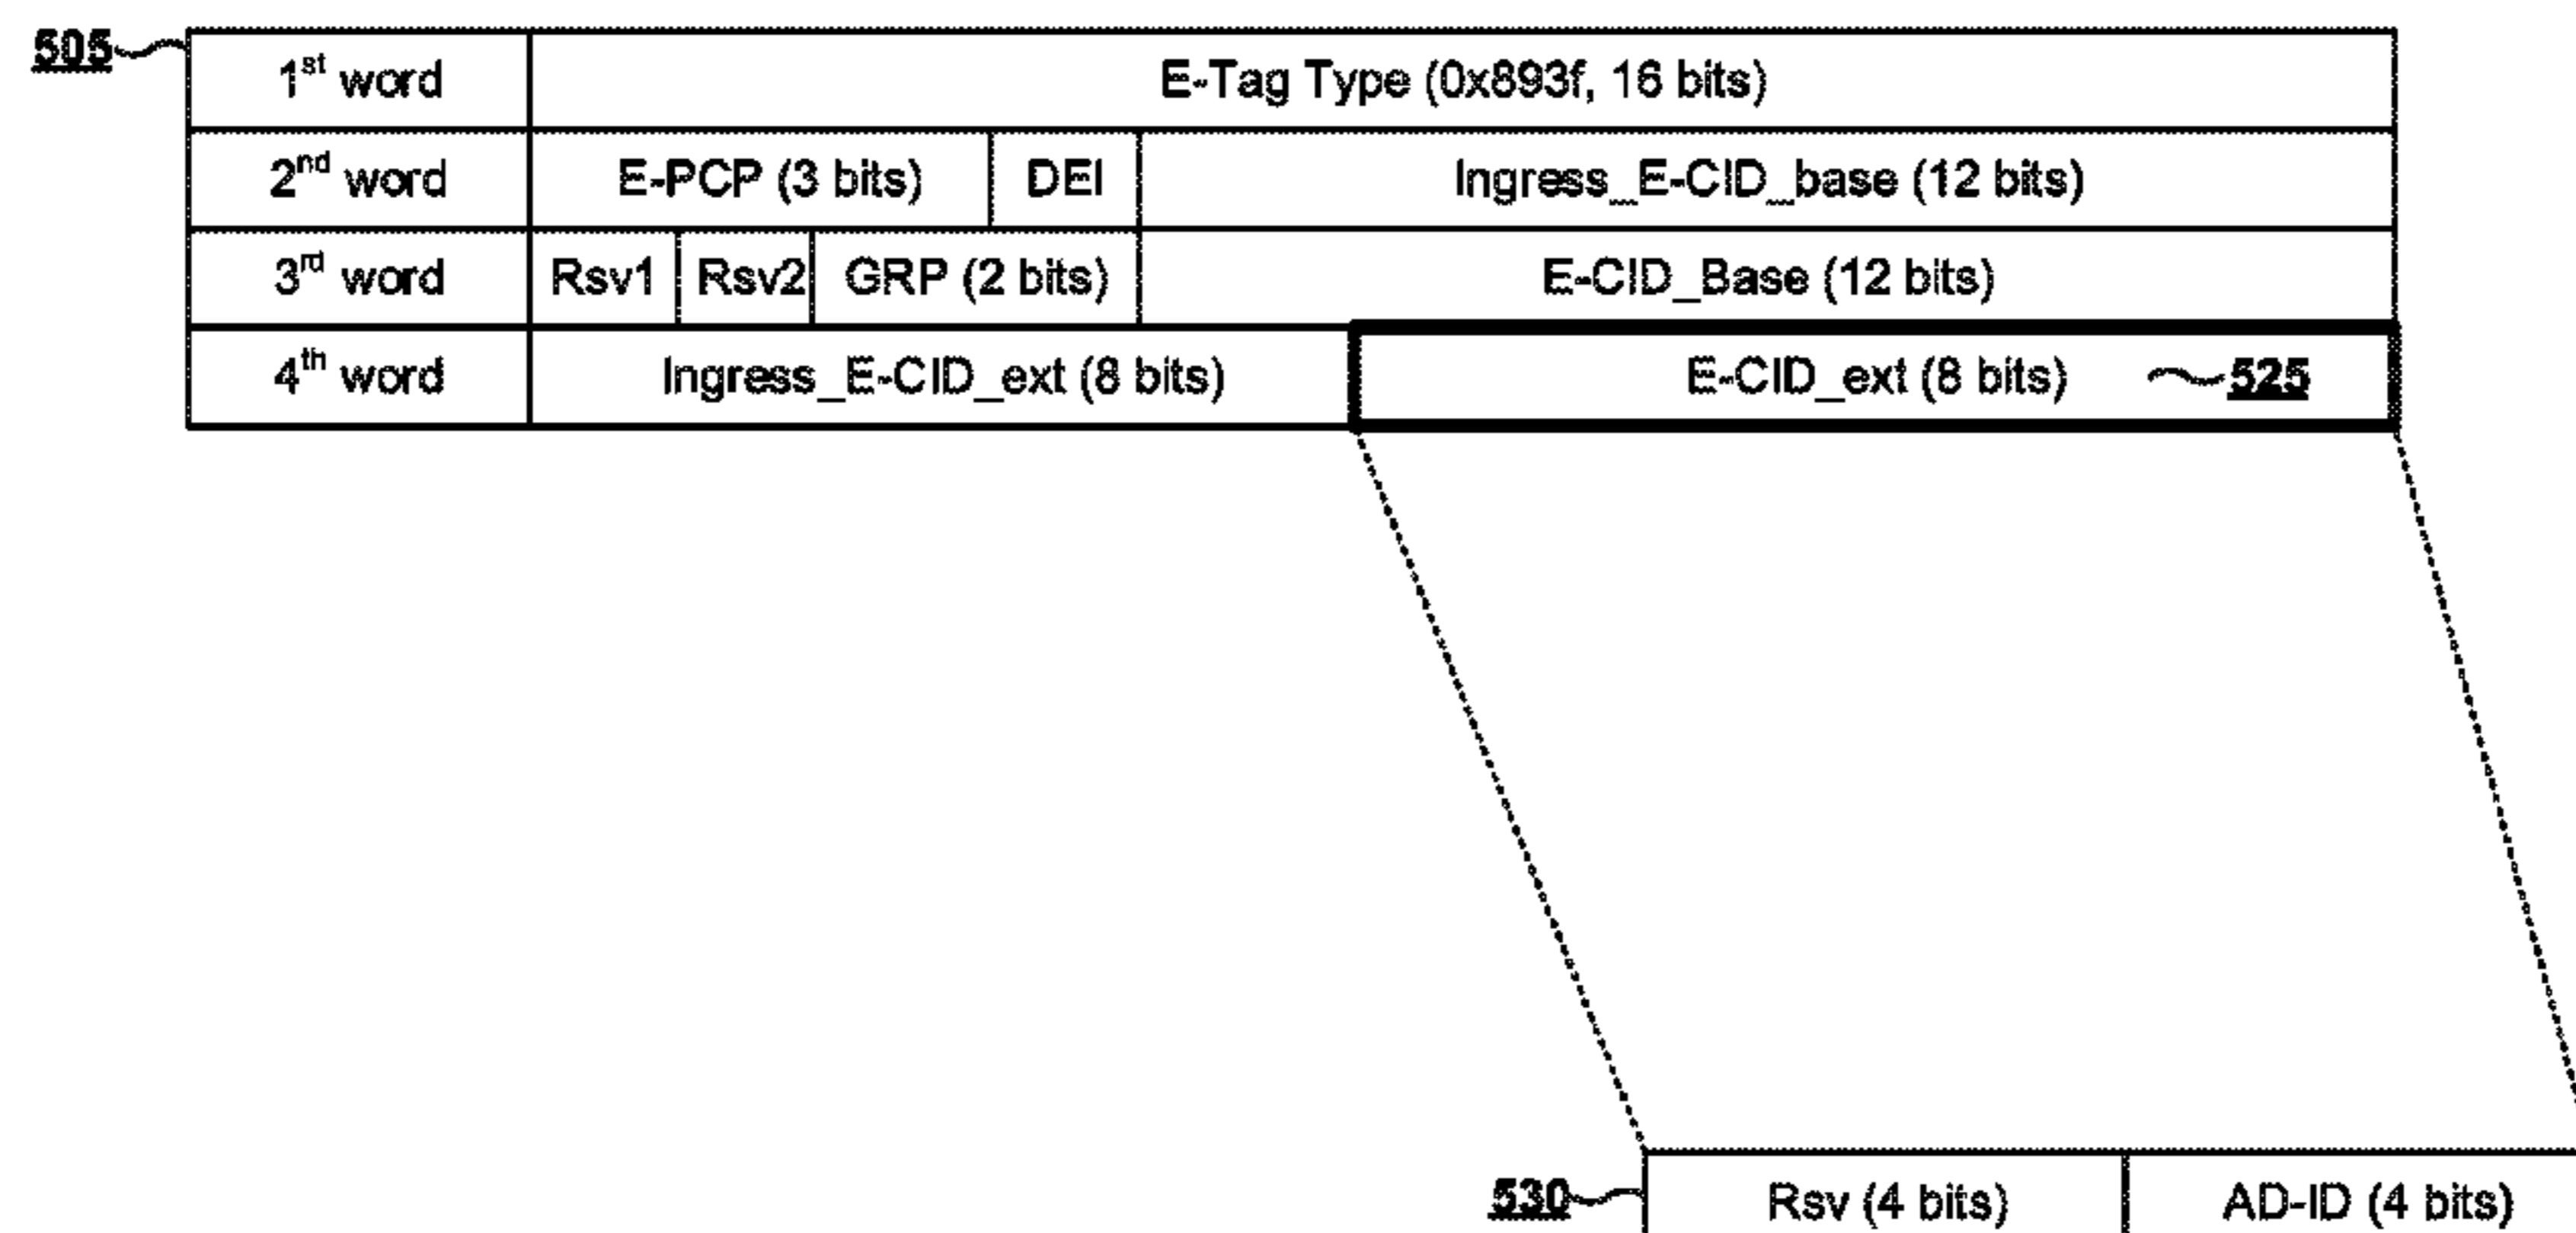 505
1st word E-Tag Type (0x893f, 16 bits)
2nd word E-PCP (3 bits) DEI Ingress_E-CID_base (12 bits)
3rd word Rsv1 Rsv2 GRP (2 bits) E-CID_Base (12 bits)
4th word Ingress_E-CID_ext (8 bits) E-CID_ext (8 bits) 525
530 Rsv (4 bits) AD-ID (4 bits)